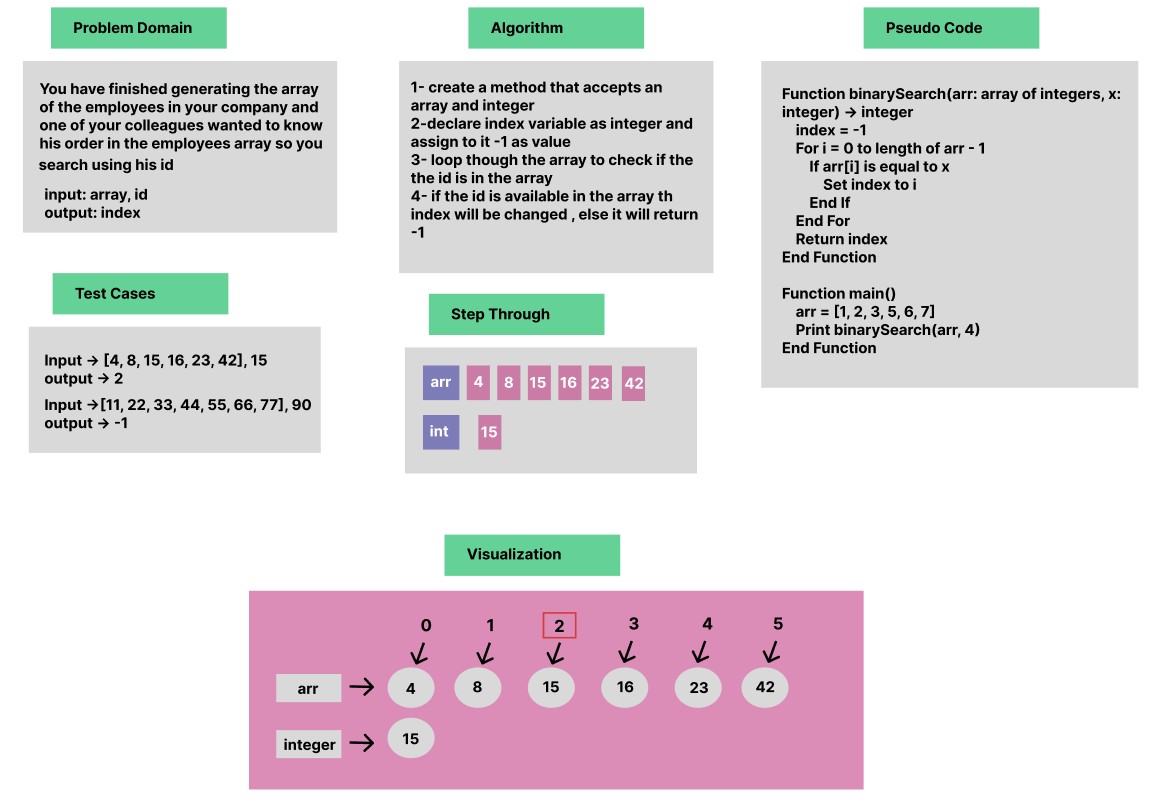 Problem Domain
You have finished generating the array
of the employees in your company and
one of your colleagues wanted to know
his order in the employees array so you
search using his id
input: array, id
output: index
Test Cases
Input → [4, 8, 15, 16, 23, 42], 15
output → 2
Input →[11, 22, 33, 44, 55, 66, 77], 90
output → -1
Algorithm
1- create a method that accepts an
array and integer
2-declare index variable as integer and
assign to it -1 as value
3- loop though the array to check if the
the id is in the array
4- if the id is available in the array th
index will be changed , else it will return
-1
Step Through
arr 4 8 15 16 23 42
int 15
Pseudo Code
Function binarySearch(arr: array of integers, x:
integer) → integer
index = -1
For i = 0 to length of arr - 1
If arr[i] is equal to x
Set index to i
End If
End For
Return index
End Function
Function main()
arr = [1, 2, 3, 5, 6, 7]
Print binarySearch(arr, 4)
End Function
Visualization
0 1 2 3 4 5
arr 4 8 15 16 23 42
integer 15